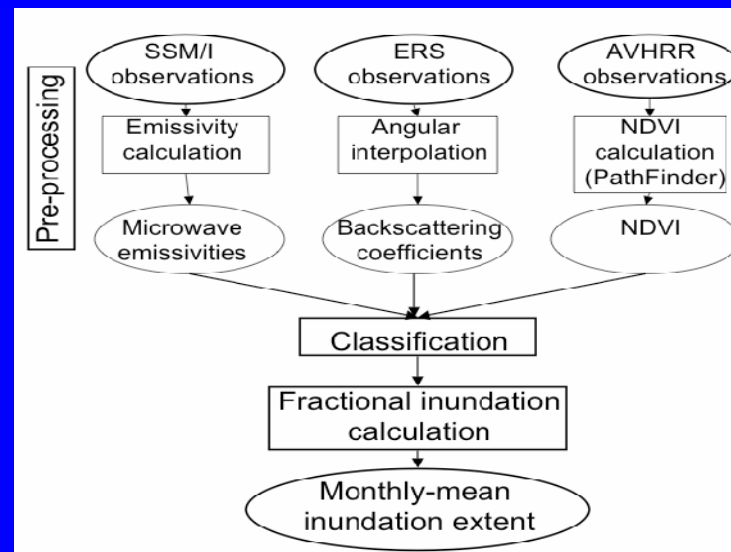 SSM/I
observations
ERS
observations
AVHRR
observations
Pre-processing
Emissivity
calculation
Angular
interpolation
NDVI
calculation
(PathFinder)
Microwave
emissivities
Backscattering
coefficients
NDVI
Classification
Fractional inundation
calculation
Monthly-mean
inundation extent